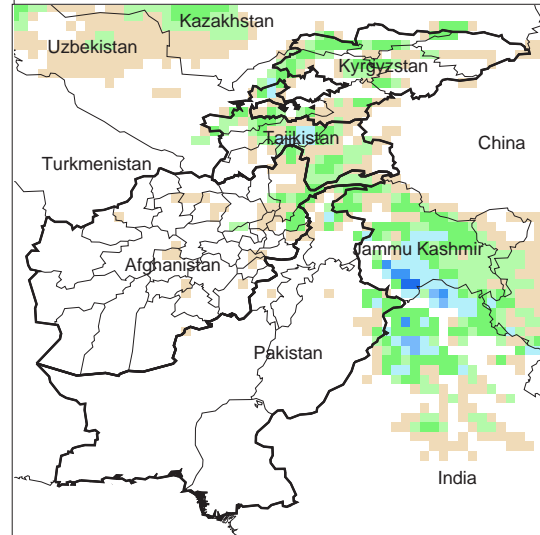 Kazakhstan
Uzbekistan
Kyrgyzstan
Tajikistan
China
Turkmenistan
Jammu Kashmir
Afghanistan
Pakistan
India